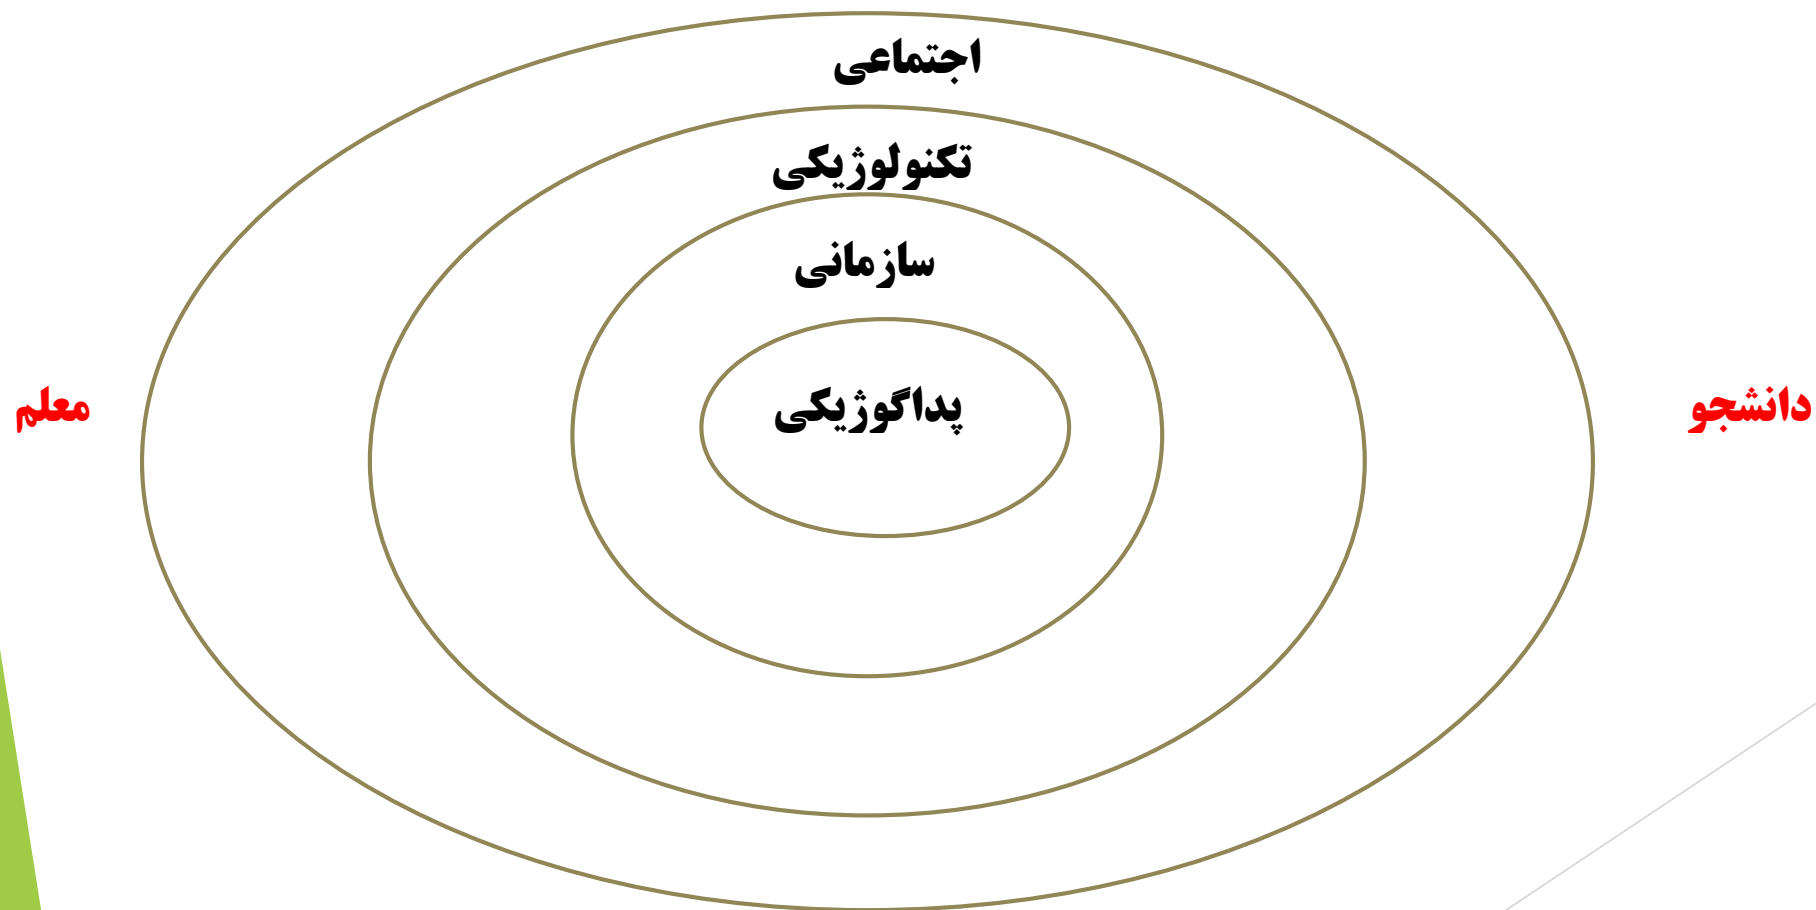 اجتماعی
تکنولوژیکی
سازمانی
پداگوژیکی
دانشجو
معلم